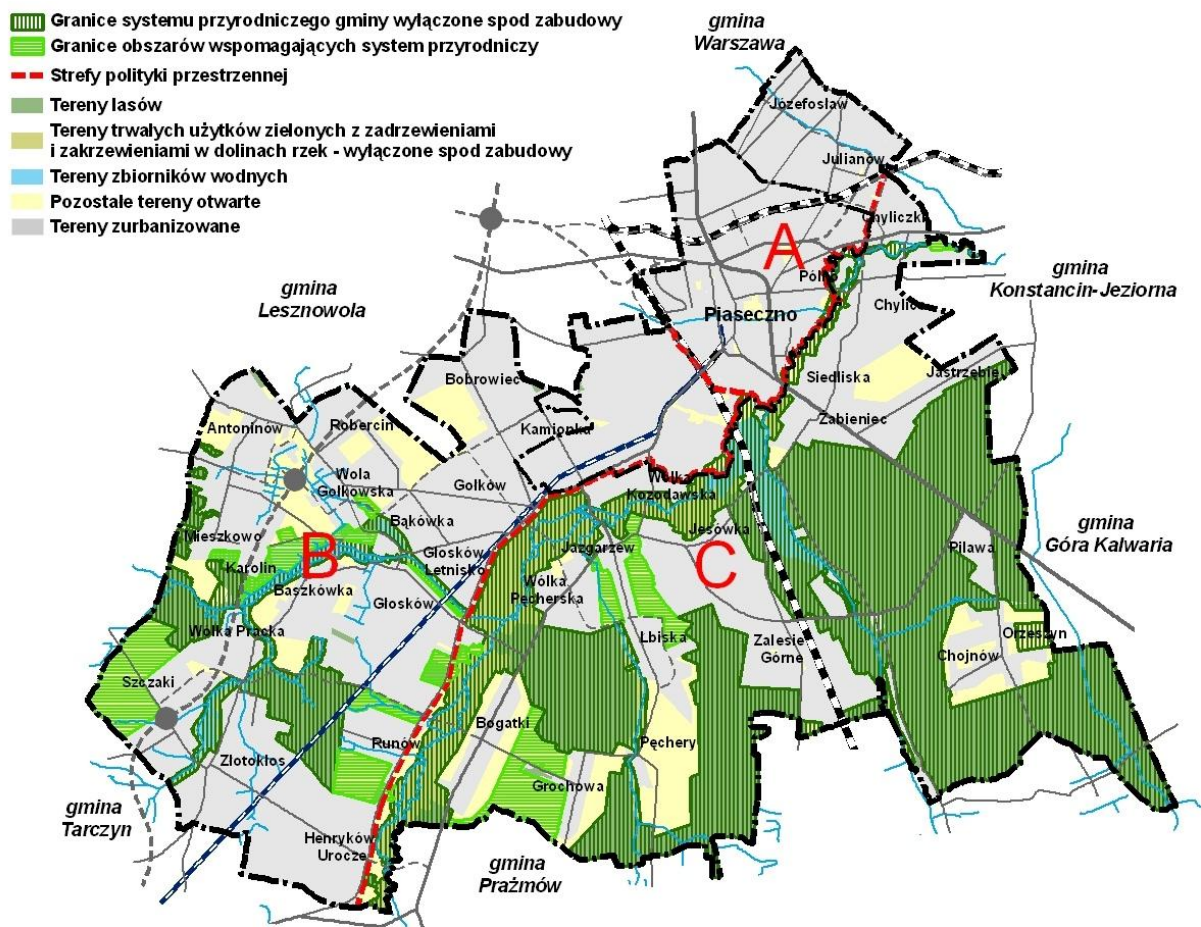 Granice systemu przyrodniczego gminy wyłączone spod zabudowy
Granice obszarów wspomagających system przyrodniczy
Strefy polityki przestrzennej
Tereny lasów
Tereny trwałych użytków zielonych z zadrzewieniami
i zakrzewieniami w dolinach rzek - wyłączone spod zabudowy
Tereny zbiorników wodnych
Pozostałe tereny otwarte
Tereny zurbanizowane
gmina
Warszawa
Józefosław
Julianów
Chyliczki
A
gmina
Lesznowola
gmina
Konstancin-Jeziorna
Piaseczno
Siedliska
Jastrzębie
Bobrowiec
Żabieniec
Antoninów
Robercin
Kamionka
Wola
Gołkowska
Gołków
Wólka
Kozodawska
Bąkówka
Mieszkowo
Jesówka
gmina
Góra Kalwaria
B
Głosków
Letnisko
Jazgarzew
C
Pilawa
Karolin
Baszkówka
Głosków
Wólka
Pęcherska
Wólka Pracka
Łbiska
Zalesie
Górne
Orzeszyn
Chojnów
Szczaki
Bogatki
Runów
Pęchery
Złotokłos
Grochowa
gmina
Tarczyn
Henryków
Urocze
gmina
Prażmów